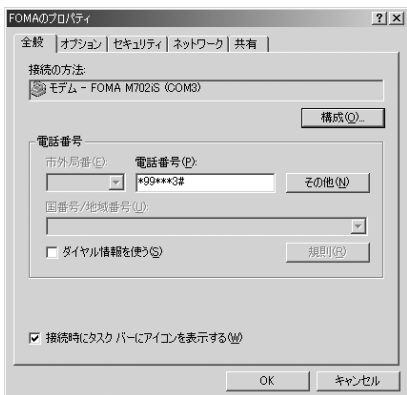 FOMAのプロパティ
全般 オプション セキュリティ ネットワーク 共有
接続の方法:
モデム - FOMA M702iS (COM3)
構成(O)...
電話番号
市外局番(E): 電話番号(P):
*99***3# その他(N)
国番号/地域番号(U):
ダイヤル情報を使う(S) 規則(R)
接続時にタスク バーにアイコンを表示する(W)
OK キャンセル